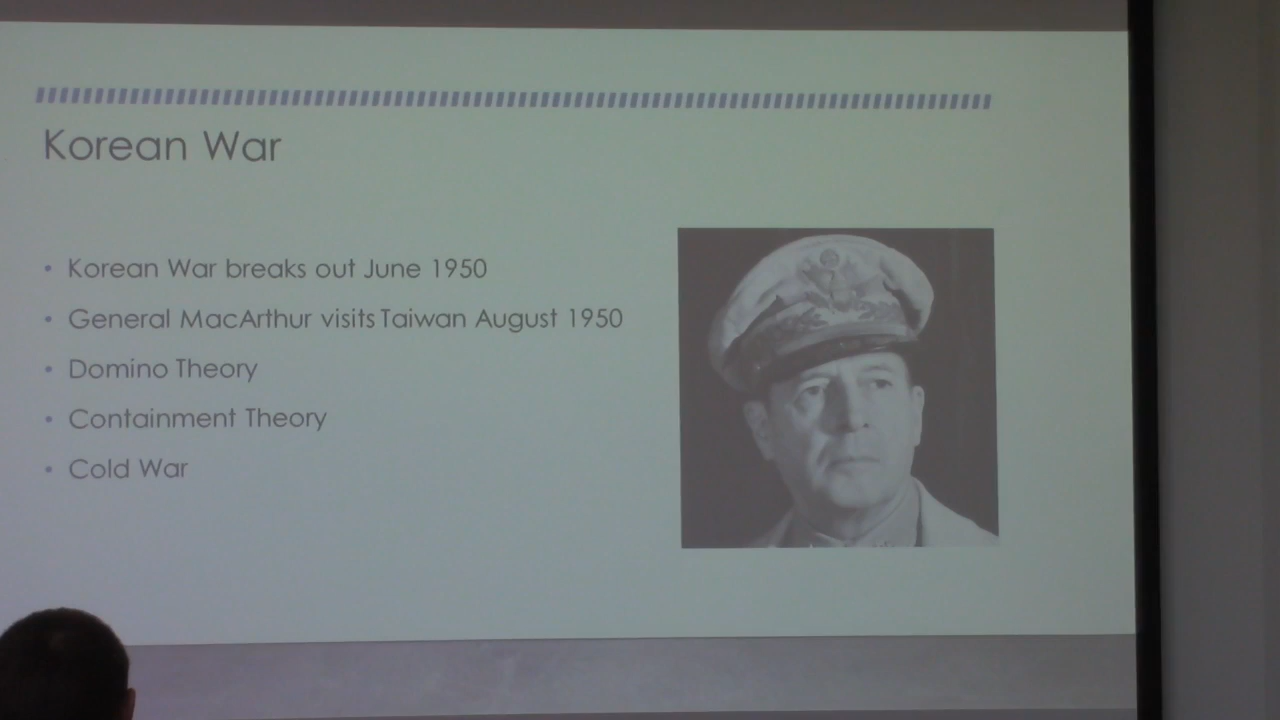 Korean War
• Korean War breaks out June 1950
• General MacArthur visits Taiwan August 1950
• Domino Theory
• Containment Theory
• Cold War